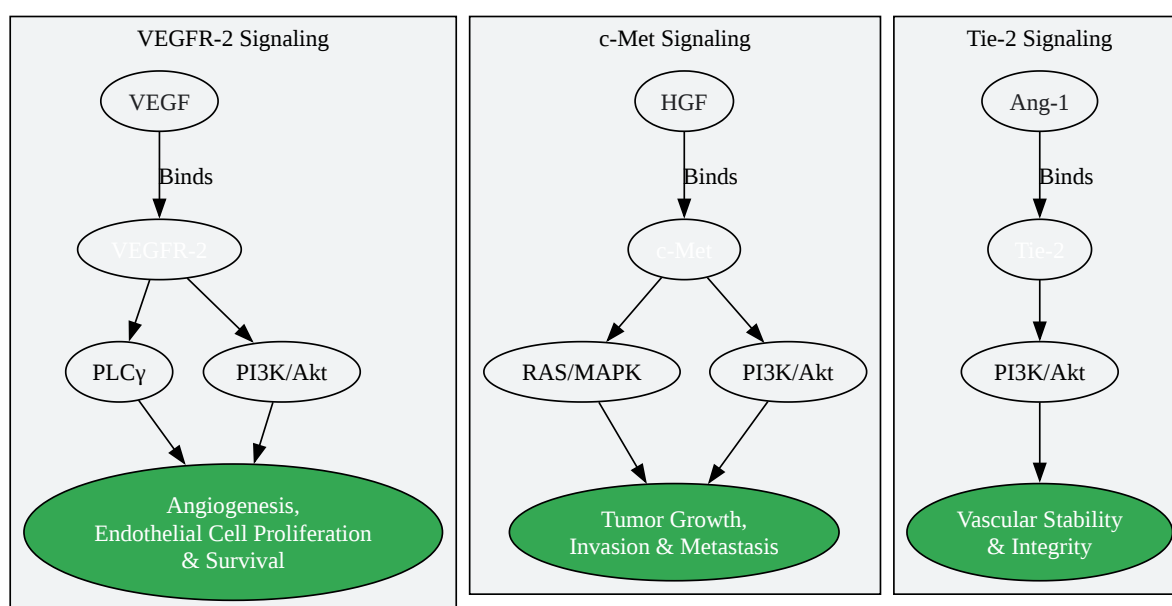 VEGFR-2 Signaling
VEGF
Binds
VEGFR-2
PLCγ
PI3K/Akt
Angiogenesis,
Endothelial Cell Proliferation
& Survival
c-Met Signaling
HGF
Binds
c-Met
RAS/MAPK
PI3K/Akt
Tumor Growth,
Invasion & Metastasis
Tie-2 Signaling
Ang-1
Binds
Tie-2
PI3K/Akt
Vascular Stability
& Integrity